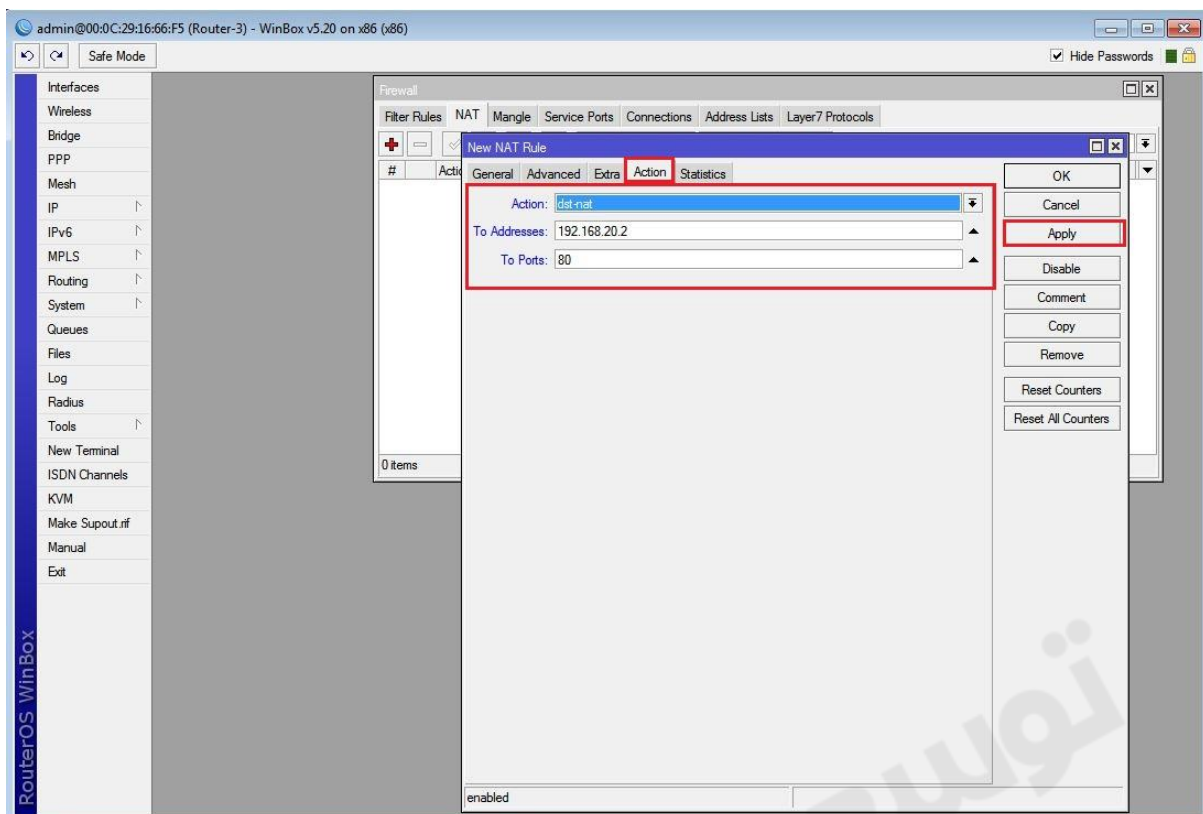 admin@00:0C:29:16:66:F5 (Router-3) - WinBox v5.20 on x86 (x86)
Safe Mode
Hide Passwords
Interfaces
Wireless
Bridge
PPP
Mesh
IP
IPv6
MPLS
Routing
System
Queues
Files
Log
Radius
Tools
New Terminal
ISDN Channels
KVM
Make Supout.rif
Manual
Exit
RouterOS WinBox
Firewall
Filter Rules NAT Mangle Service Ports Connections Address Lists Layer7 Protocols
#
0 items
New NAT Rule
General Advanced Extra Action Statistics
Action: dst-nat
To Addresses: 192.168.20.2
To Ports: 80
OK
Cancel
Apply
Disable
Comment
Copy
Remove
Reset Counters
Reset All Counters
enabled